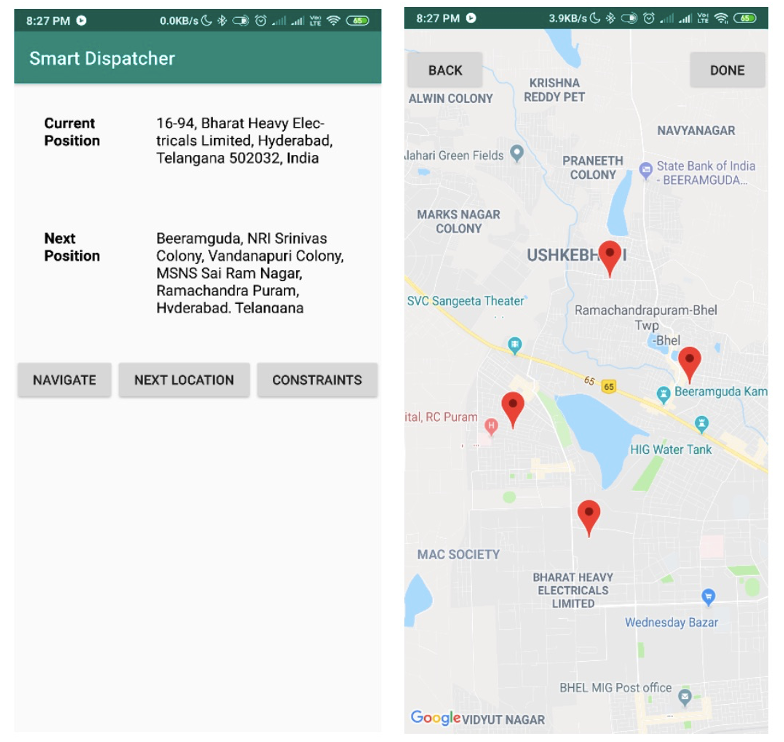 8:27 PM
0.0KB/s
VoLTE
65
Smart Dispatcher
Current
Position
16-94, Bharat Heavy Elec-
tricals Limited, Hyderabad,
Telangana 502032, India
Next
Position
Beeramguda, NRI Srinivas
Colony, Vandanapuri Colony,
MSNS Sai Ram Nagar,
Ramachandra Puram,
Hyderabad, Telangana
NAVIGATE
NEXT LOCATION
CONSTRAINTS
8:27 PM
3.9KB/s
65
BACK
DONE
KRISHNA
REDDY PET
ALWIN COLONY
NAVYANAGAR
Jahari Green Fields
PRANEETH
COLONY
State Bank of India
- BEERAMGUDA...
MARKS NAGAR
COLONY
USHKEBH I
SVC Sangeeta Theater
Ramachandrapuram-Bhel
Twp
-Bhel
65
65
Beeramguda Kam
ital, RC Puram
H
HIG Water Tank
MAC SOCIETY
BHARAT HEAVY
ELECTRICALS
LIMITED
Wednesday Bazar
BHEL MIG Post office
Google
VIDYUT NAGAR